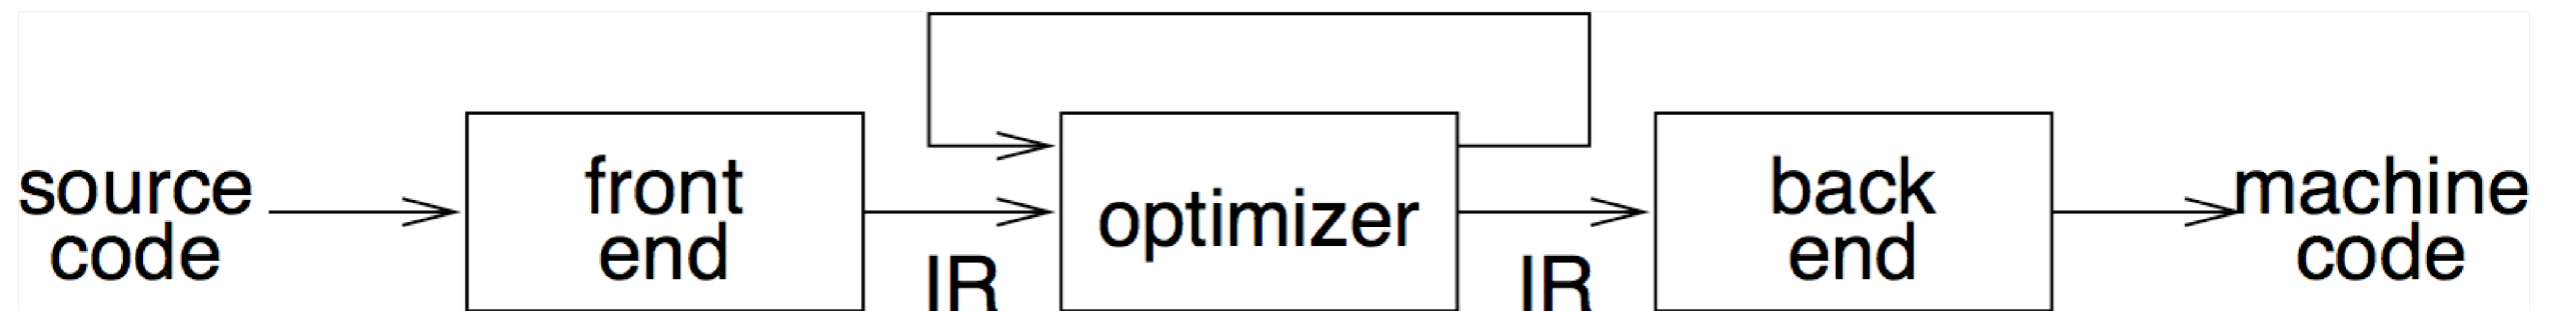 source
code
front
end
IR
optimizer
IR
back
end
machine
code